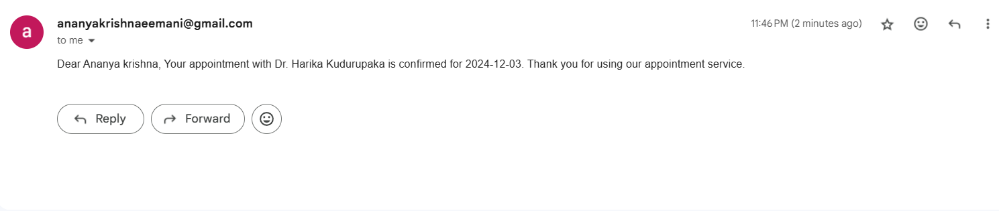 a
ananyakrishnaeemani@gmail.com
11:46 PM (2 minutes ago)
to me
Dear Ananya krishna, Your appointment with Dr. Harika Kudurupaka is confirmed for 2024-12-03. Thank you for using our appointment service.
Reply
Forward